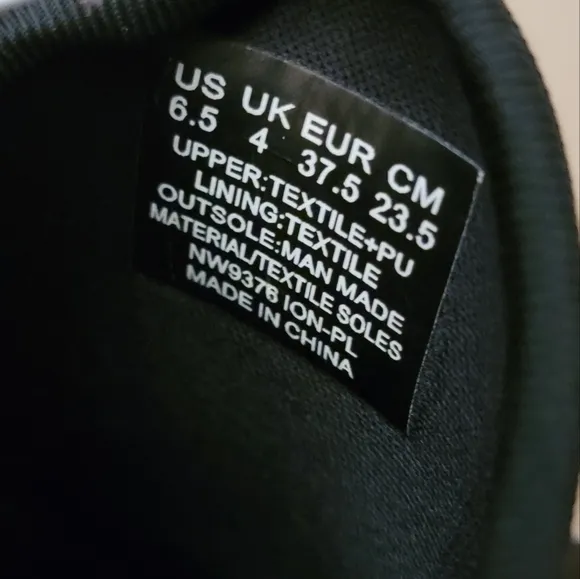 US UK EUR CM
6.5 4 37.5 23.5
UPPER:TEXTILE+PU
LINING:TEXTILE
OUTSOLE:MAN MADE
MATERIAL/TEXTILE SOLES
NW9376 ION-PL
MADE IN CHINA